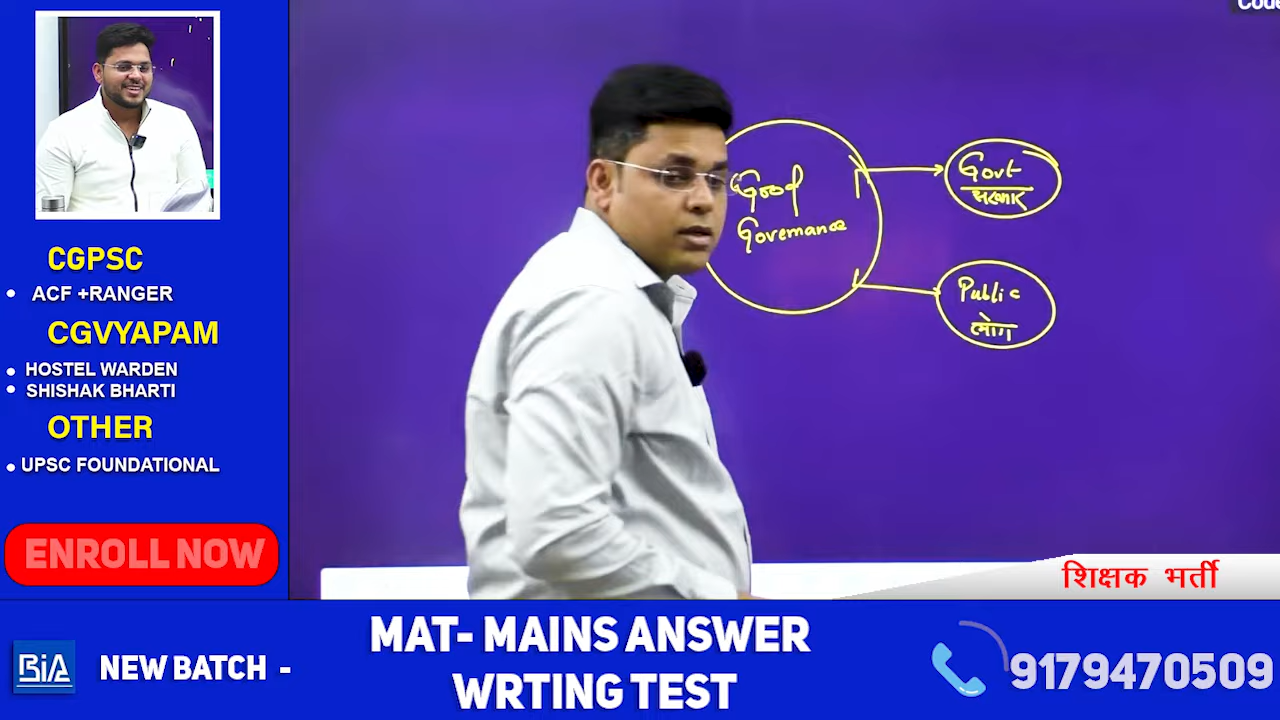 Code
CGPSC
• ACF +RANGER
CGVYAPAM
• HOSTEL WARDEN
• SHISHAK BHARTI
OTHER
• UPSC FOUNDATIONAL
ENROLL NOW
Good
Governance
Govt
सरकार
Public
लोग
शिक्षक भर्ती
BiA
NEW BATCH -
MAT- MAINS ANSWER
WRTING TEST
9179470509